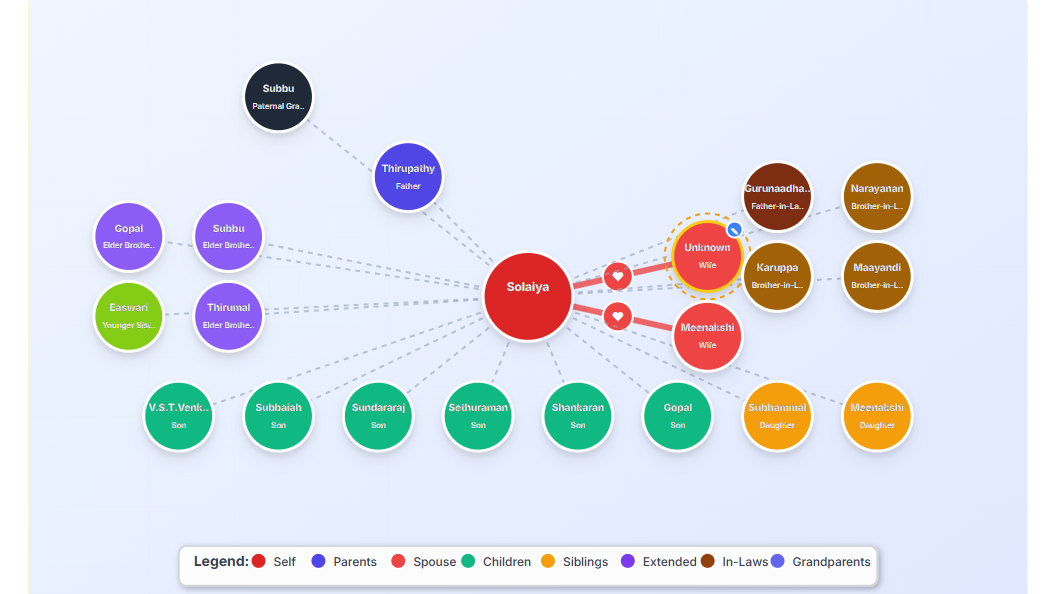 Subbu
Paternal Gra..
Thirupathy
Father
Gurunaadha..
Father-in-La..
Narayanan
Brother-in-L..
Gopal
Elder Brothe..
Subbu
Elder Brothe..
Unknown
Wife
Karuppa
Brother-in-L..
Maayandi
Brother-in-L..
Solaiya
Easwari
Younger Sis..
Thirumal
Elder Brothe..
Meenakshi
Wife
V.S.T.Venk..
Son
Subbaiah
Son
Sundararaj
Son
Sethuraman
Son
Shankaran
Son
Gopal
Son
Subbammal
Daughter
Meenakshi
Daughter
Legend: Self Parents Spouse Children Siblings Extended In-Laws Grandparents